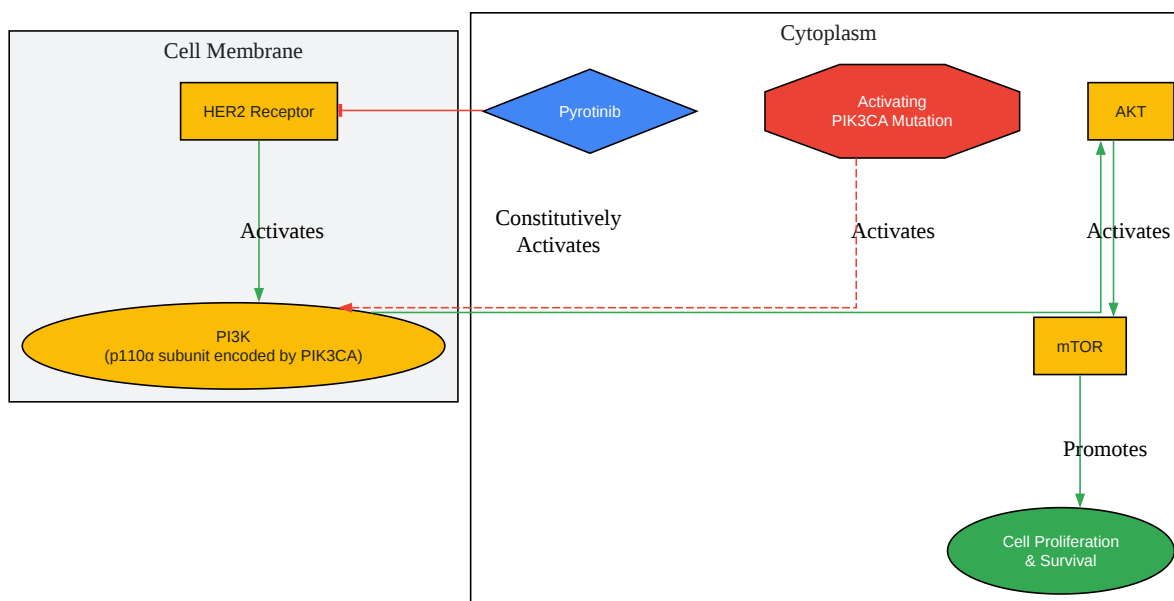 Cell Membrane
Cytoplasm
HER2 Receptor
Pyrotinib
Activating
PIK3CA Mutation
AKT
Activates
Constitutively
Activates
Activates
Activates
PI3K
(p110α subunit encoded by PIK3CA)
mTOR
Promotes
Cell Proliferation
& Survival